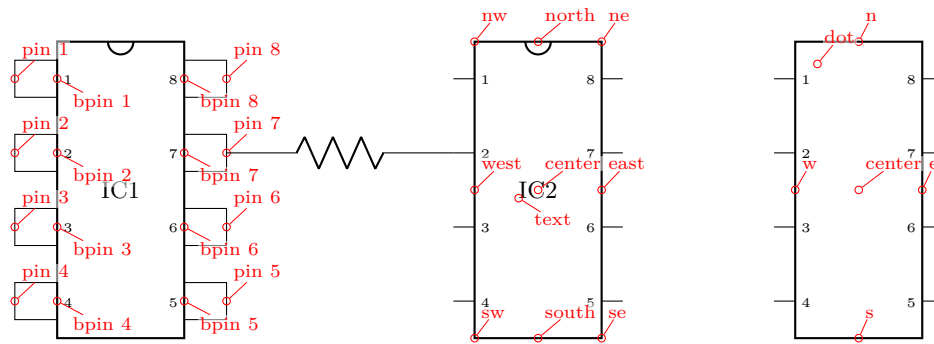 nw north ne n
pin 1 pin 8 dot
1 8 1 8 1 8
bpin 1 bpin 8
pin 2 pin 7
2 7 2 7 2 7
bpin 2 bpin 7 west center east w center
IC1 IC2
pin 3 pin 6 text
3 6 3 6 3 6
bpin 3 bpin 6
pin 4 pin 5
4 5 4 5 4 5
bpin 4 bpin 5 sw south se s